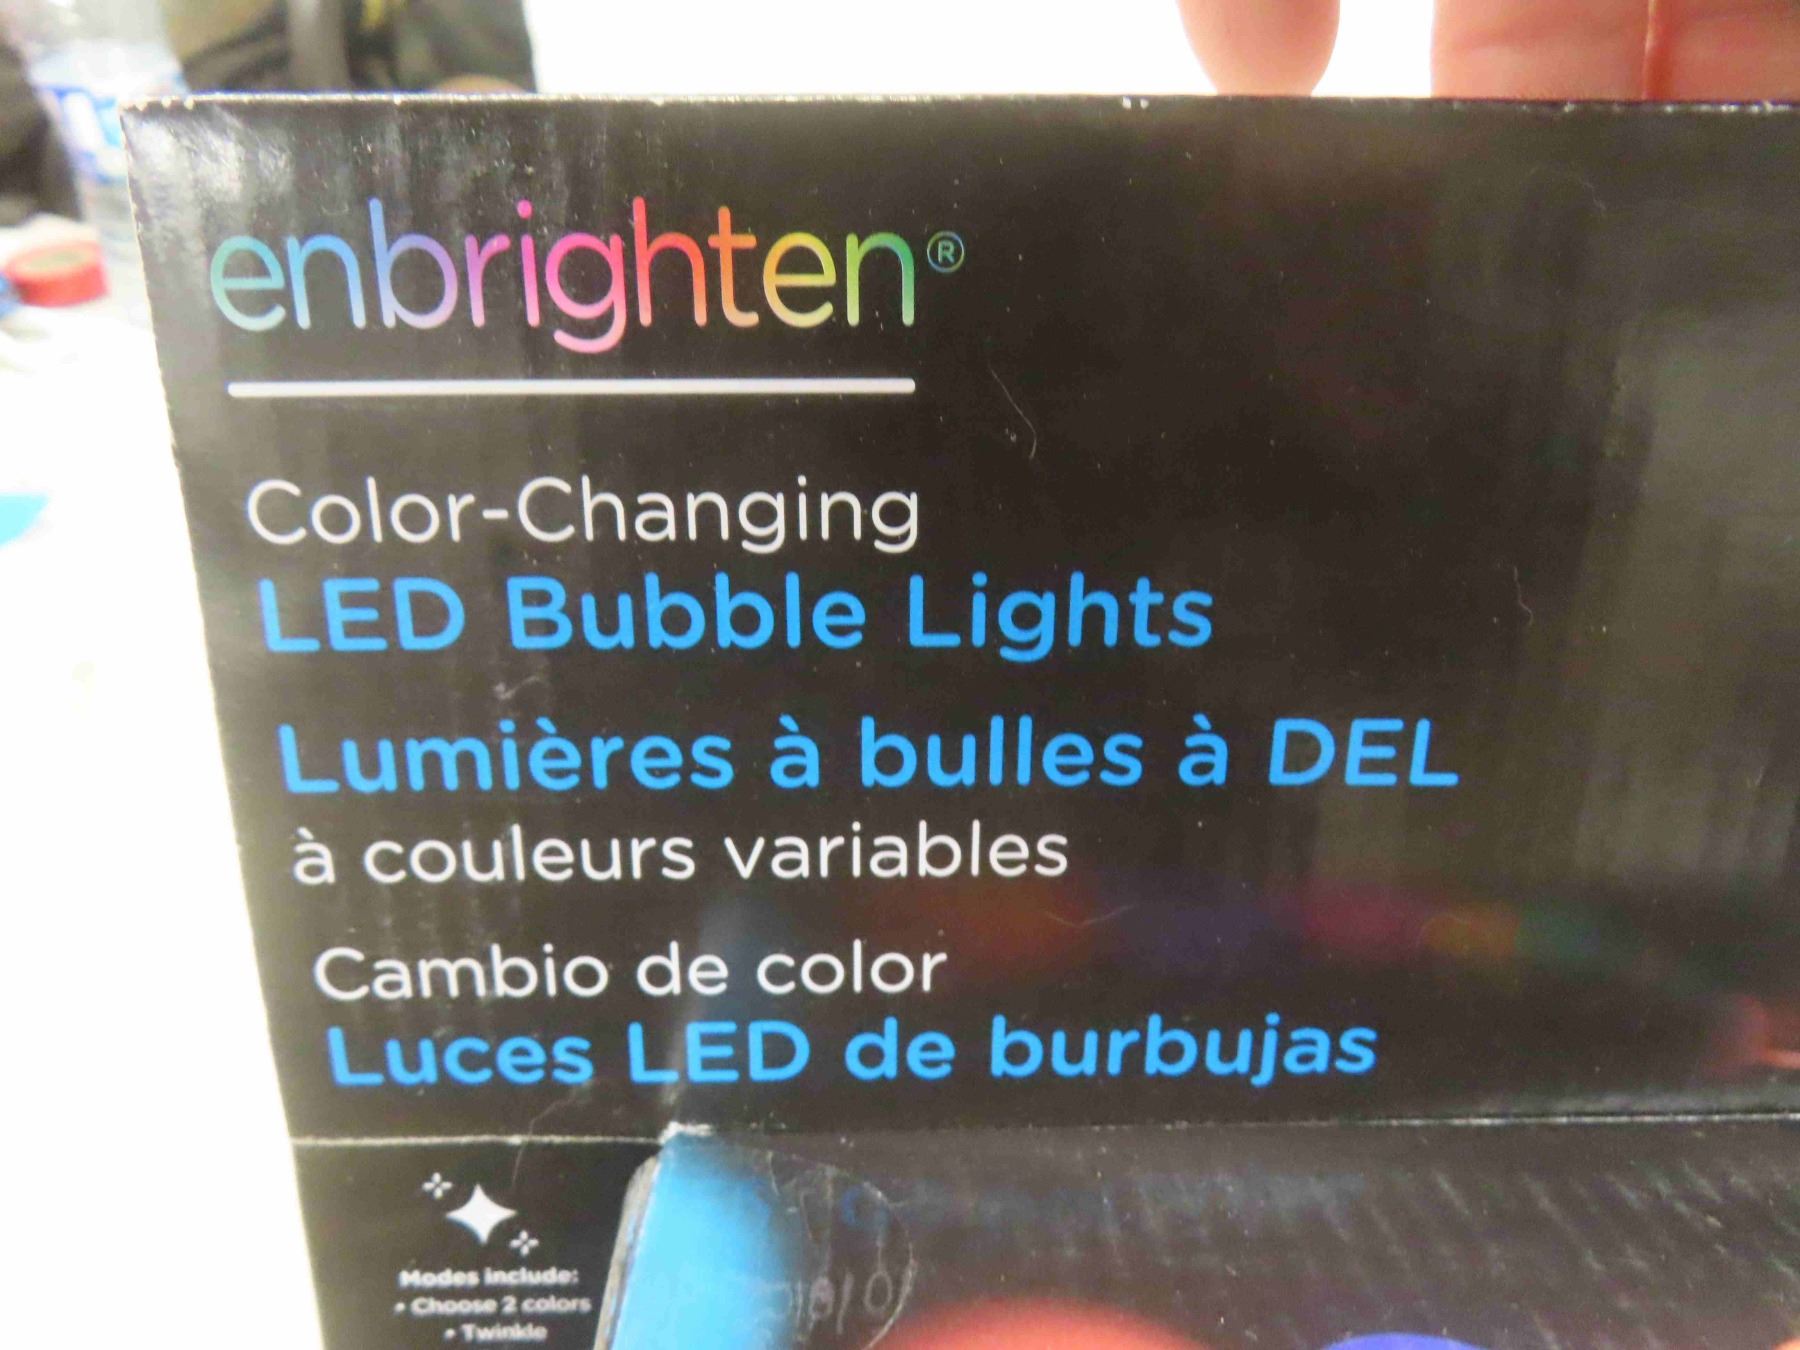 enbrighten®
Color-Changing
LED Bubble Lights
Lumières à bulles à DEL
à couleurs variables
Cambio de color
Luces LED de burbujas
Modes include:
• Choose 2 colors
• Twinkle